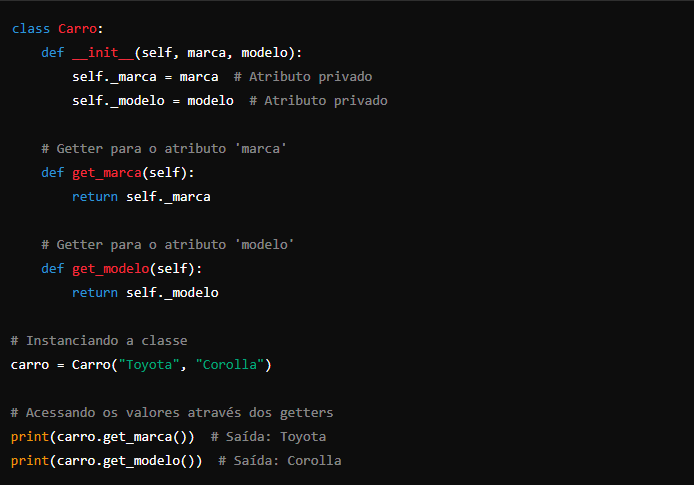 class Carro:
    def __init__(self, marca, modelo):
        self._marca = marca  # Atributo privado
        self._modelo = modelo  # Atributo privado

    # Getter para o atributo 'marca'
    def get_marca(self):
        return self._marca

    # Getter para o atributo 'modelo'
    def get_modelo(self):
        return self._modelo

# Instanciando a classe
carro = Carro("Toyota", "Corolla")

# Acessando os valores através dos getters
print(carro.get_marca())  # Saída: Toyota
print(carro.get_modelo())  # Saída: Corolla